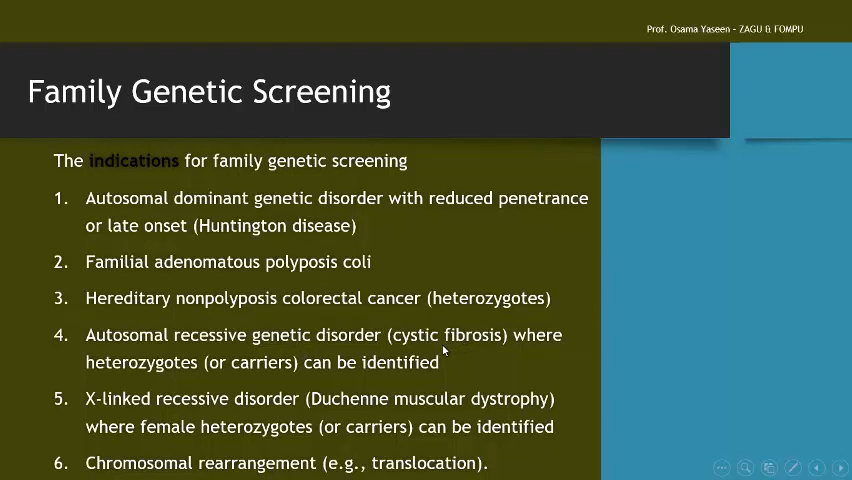 Prof. Osama Yaseen - ZAGU & FOMPU
Family Genetic Screening
The indications for family genetic screening
1. Autosomal dominant genetic disorder with reduced penetrance
or late onset (Huntington disease)
2. Familial adenomatous polyposis coli
3. Hereditary nonpolyposis colorectal cancer (heterozygotes)
4. Autosomal recessive genetic disorder (cystic fibrosis) where
heterozygotes (or carriers) can be identified
5. X-linked recessive disorder (Duchenne muscular dystrophy)
where female heterozygotes (or carriers) can be identified
6. Chromosomal rearrangement (e.g., translocation).